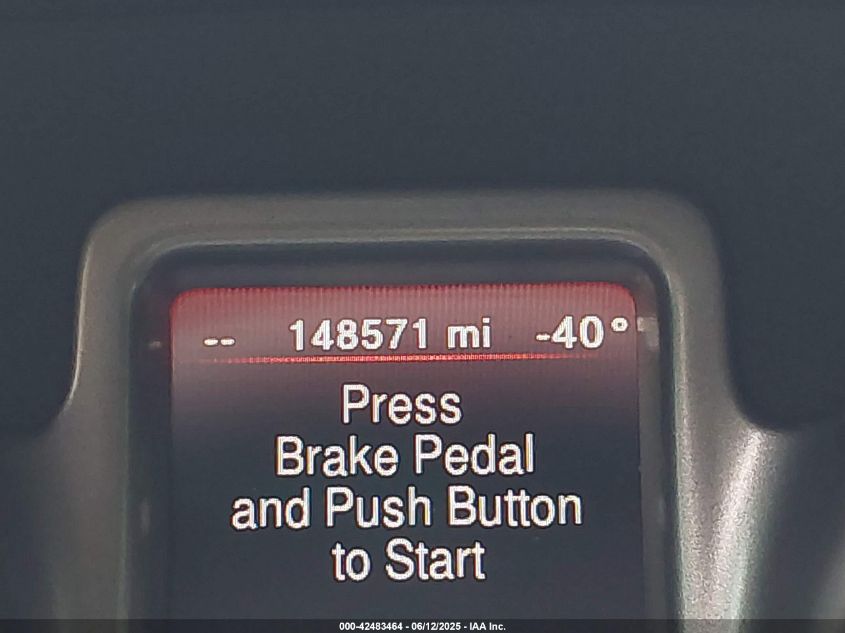 -- 148571 mi -40°
Press
Brake Pedal
and Push Button
to Start
000-42483464 - 06/12/2025 - IAA Inc.